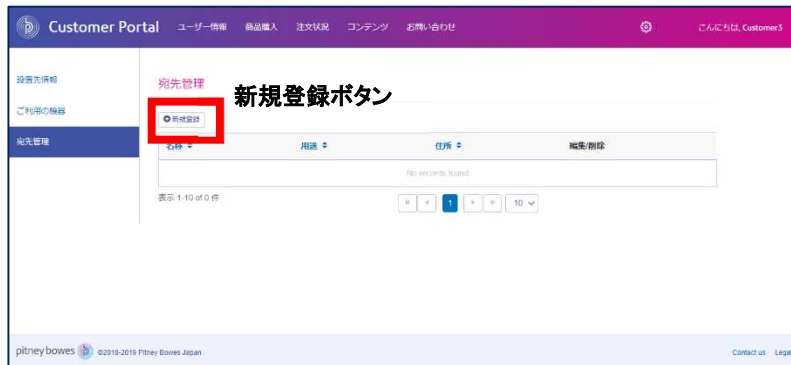 Customer Portal ユーザー情報 商品購入 注文状況 コンテンツ お問い合わせ こんにちは, Customer3
設置先情報
宛先管理
新規登録ボタン
ご利用の機器
新規登録
宛先管理
名称 用途 住所 編集/削除
No records found
表示 1-10 of 0 件
1 10
pitney bowes ©2018-2019 Pitney Bowes Japan Contact us Legal